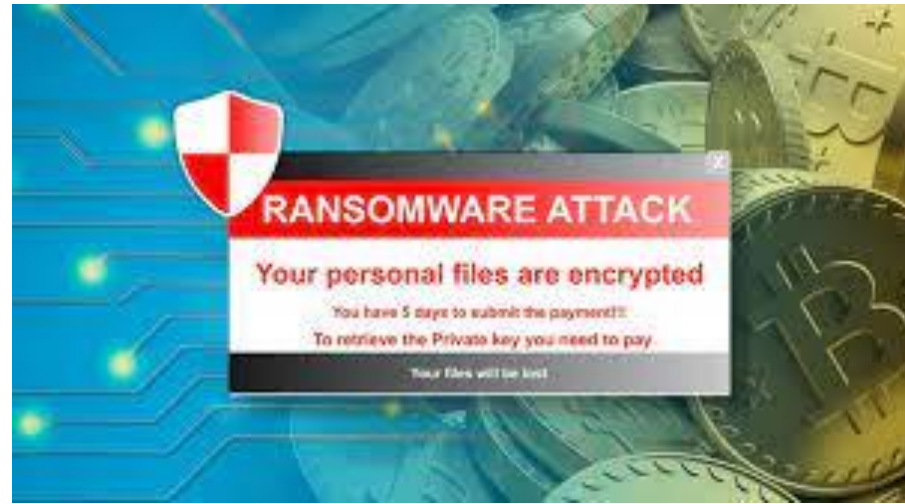 X
RANSOMWARE ATTACK
Your personal files are encrypted
You have 5 days to submit the payment!!!
To retrieve the Private key you need to pay
Your files will be lost